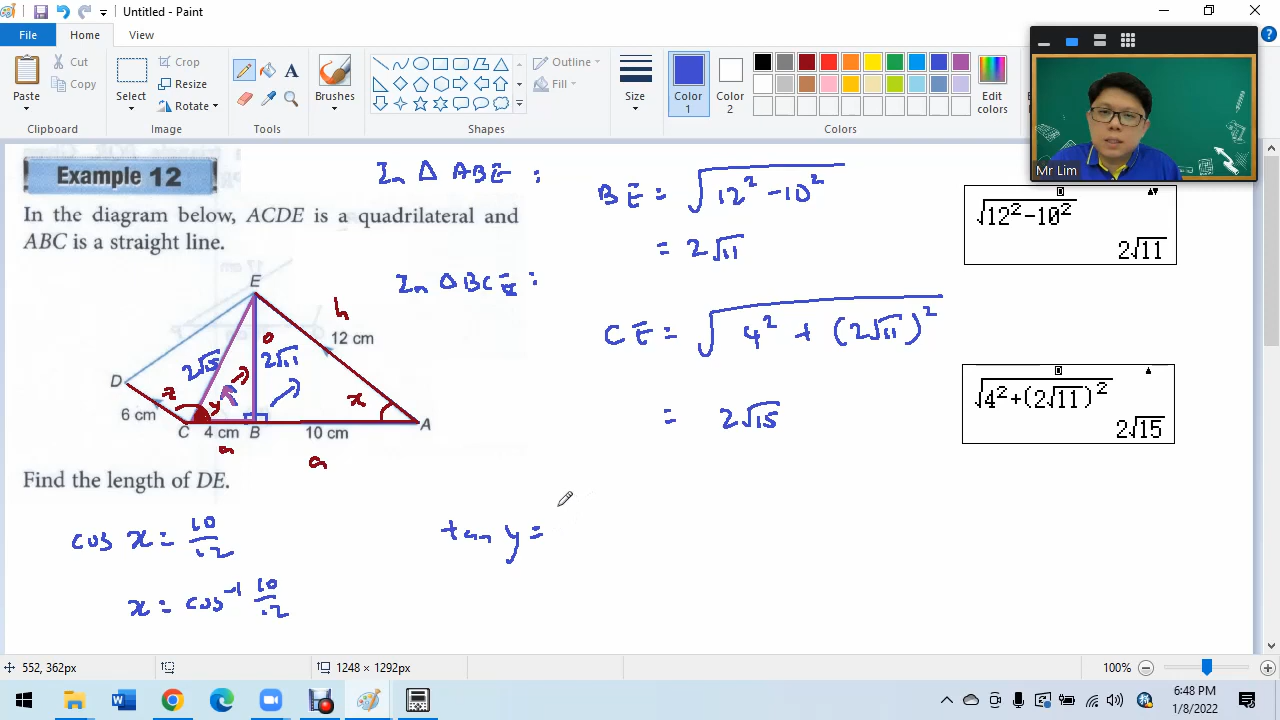 Untitled - Paint
File
Home
View
Paste
Cut
Copy
Clipboard
Select
Crop
Resize
Rotate
Image
A
Tools
Brushes
Outline
Fill
Shapes
Size
Color 1
Color 2
Edit colors
Colors
Mr Lim
Example 12
In the diagram below, ACDE is a quadrilateral and
ABC is a straight line.
E
h
12 cm
o
2√15
2√11
D
z
y
x
6 cm
C
4 cm
B
10 cm
A
a
a
Find the length of DE.
cos x = 10/12
x = cos⁻¹ 10/12
In Δ ABE :
BE = √12² - 10²
= 2√11
In Δ BCE :
CE = √4² + (2√11)²
= 2√15
tan y =
√12²-10²
2√11
√4²+(2√11)²
2√15
552, 362px
1248 × 1292px
100%
6:48 PM
1/8/2022